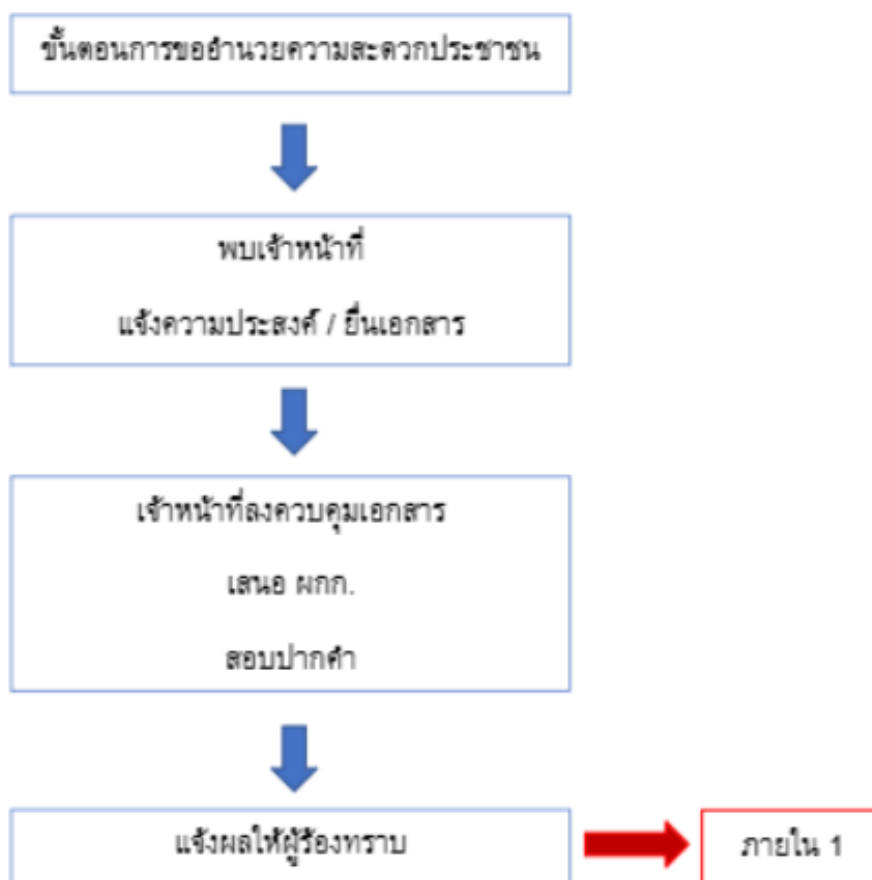 ขั้นตอนการขออำนวยความสะดวกประชาชน
พบเจ้าหน้าที่
แจ้งความประสงค์ / ยื่นเอกสาร
เจ้าหน้าที่ลงควบคุมเอกสาร
เสนอ ผกก.
สอบปากคำ
แจ้งผลให้ผู้ร้องทราบ
ภายใน 1